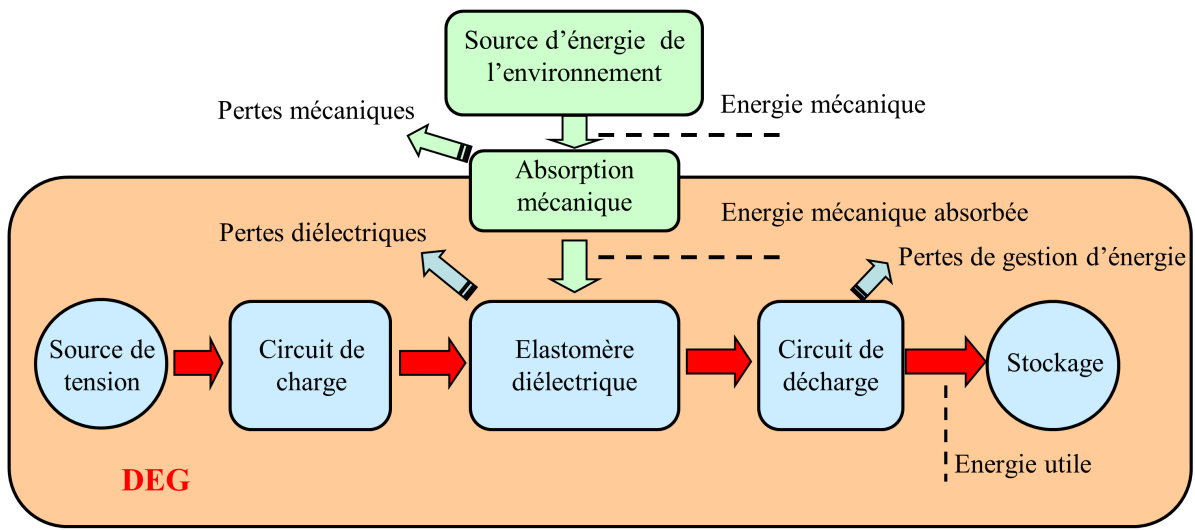 Source d'énergie de
l'environnement
Pertes mécaniques
Energie mécanique
Absorption
mécanique
Energie mécanique absorbée
Pertes diélectriques
Pertes de gestion d'énergie
Source de
tension
Circuit de
charge
Elastomère
diélectrique
Circuit de
décharge
Stockage
Energie utile
DEG